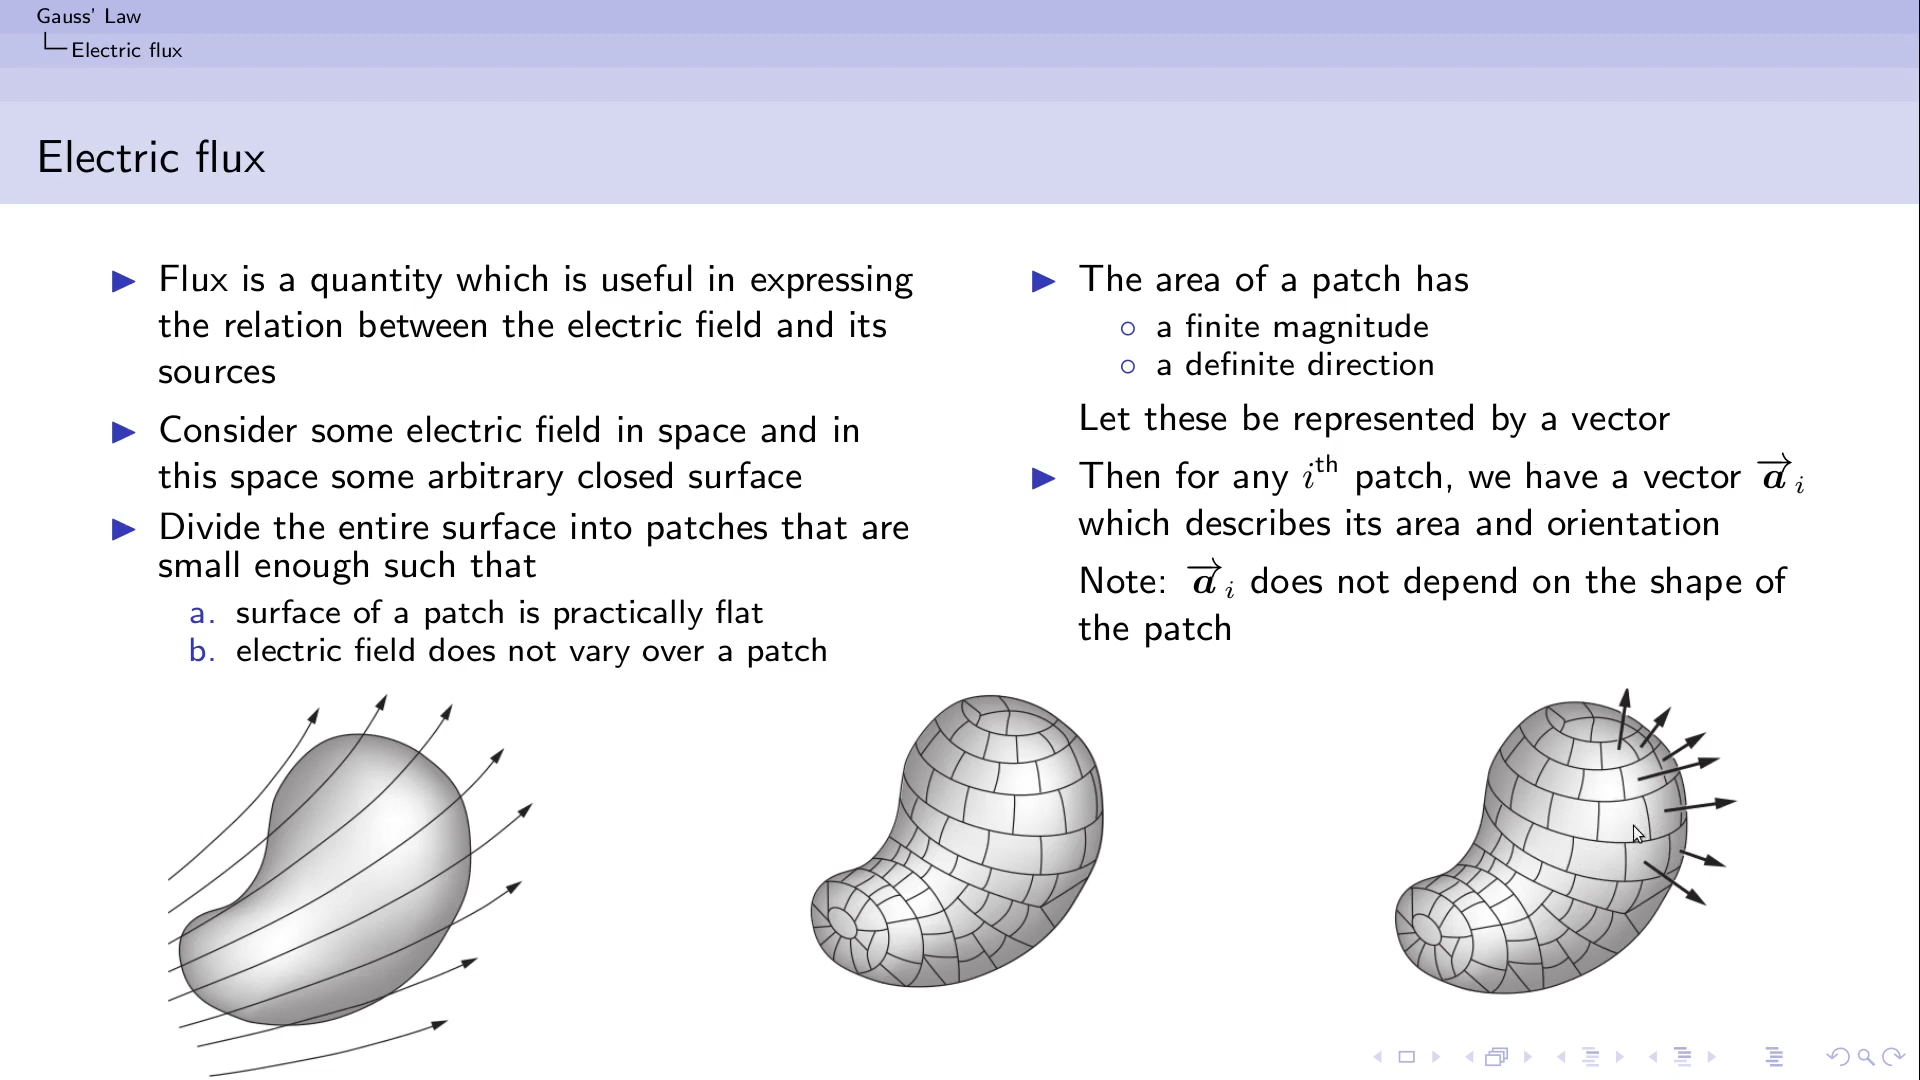 Gauss' Law
Electric flux
Electric flux
Flux is a quantity which is useful in expressing
the relation between the electric field and its
sources
Consider some electric field in space and in
this space some arbitrary closed surface
Divide the entire surface into patches that are
small enough such that
a. surface of a patch is practically flat
b. electric field does not vary over a patch
The area of a patch has
a finite magnitude
a definite direction
Let these be represented by a vector
Then for any iᵗʰ patch, we have a vector a⃗ᵢ
which describes its area and orientation
Note: a⃗ᵢ does not depend on the shape of
the patch